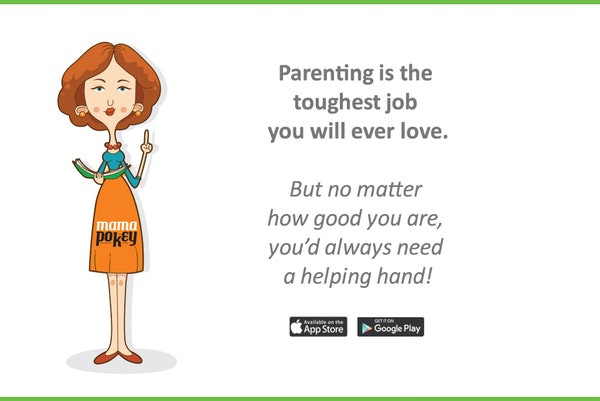 Parenting is the
toughest job
you will ever love.
But no matter
how good you are,
you'd always need
a helping hand!
mama
pokey
Available on the
App Store
GET IT ON
Google Play